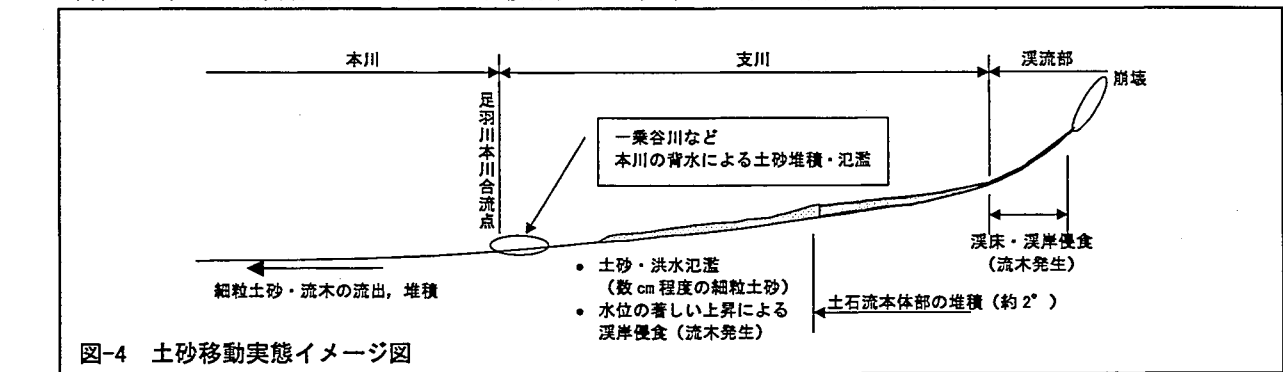 本川
支川
渓流部
崩壊
足羽川本川合流点
一乗谷川など
本川の背水による土砂堆積・氾濫
渓床・渓岸侵食
(流木発生)
細粒土砂・流木の流出,堆積
• 土砂・洪水氾濫
(数cm程度の細粒土砂)
• 水位の著しい上昇による
渓岸侵食(流木発生)
土石流本体部の堆積(約2°)
図-4 土砂移動実態イメージ図